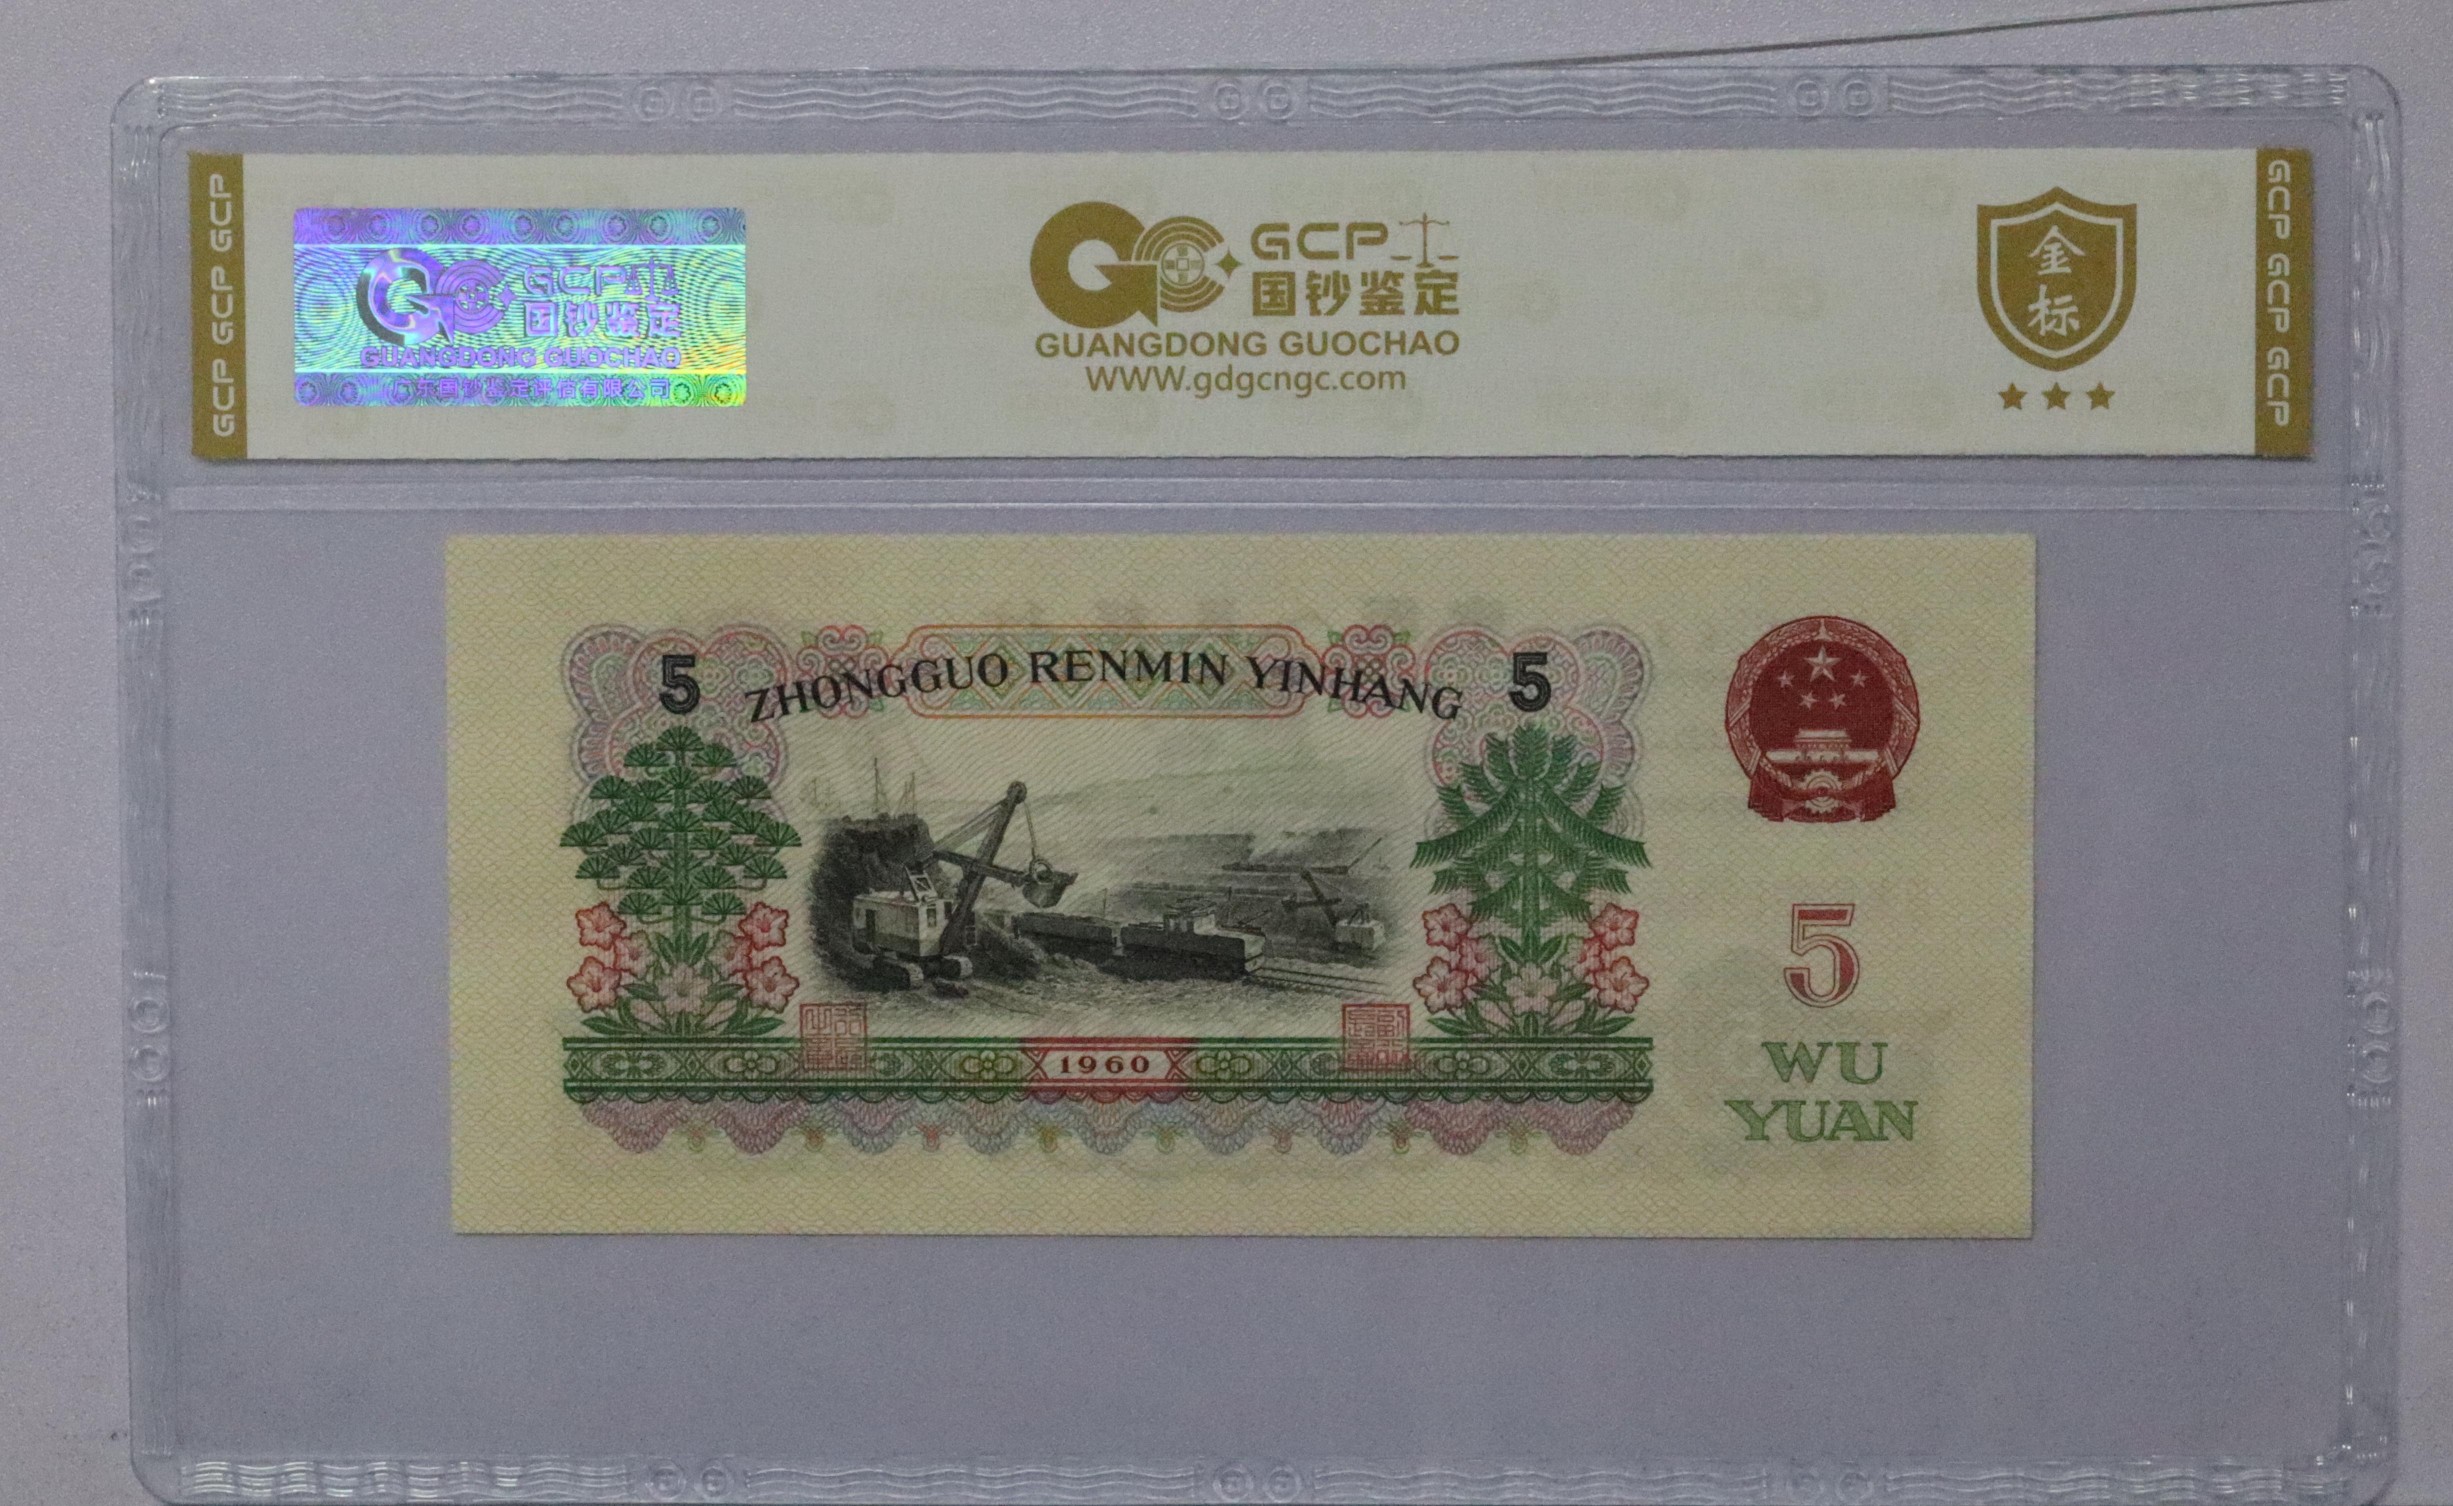 GCP GCP GCP
GCP
国钞鉴定
GUANGDONG GUOCHAO
广东国钞鉴定评估有限公司
GCP
国钞鉴定
GUANGDONG GUOCHAO
WWW.gdgcngc.com
金
标
GCP GCP GCP
5 ZHONGGUO RENMIN YINHANG 5
1960
5
WU
YUAN